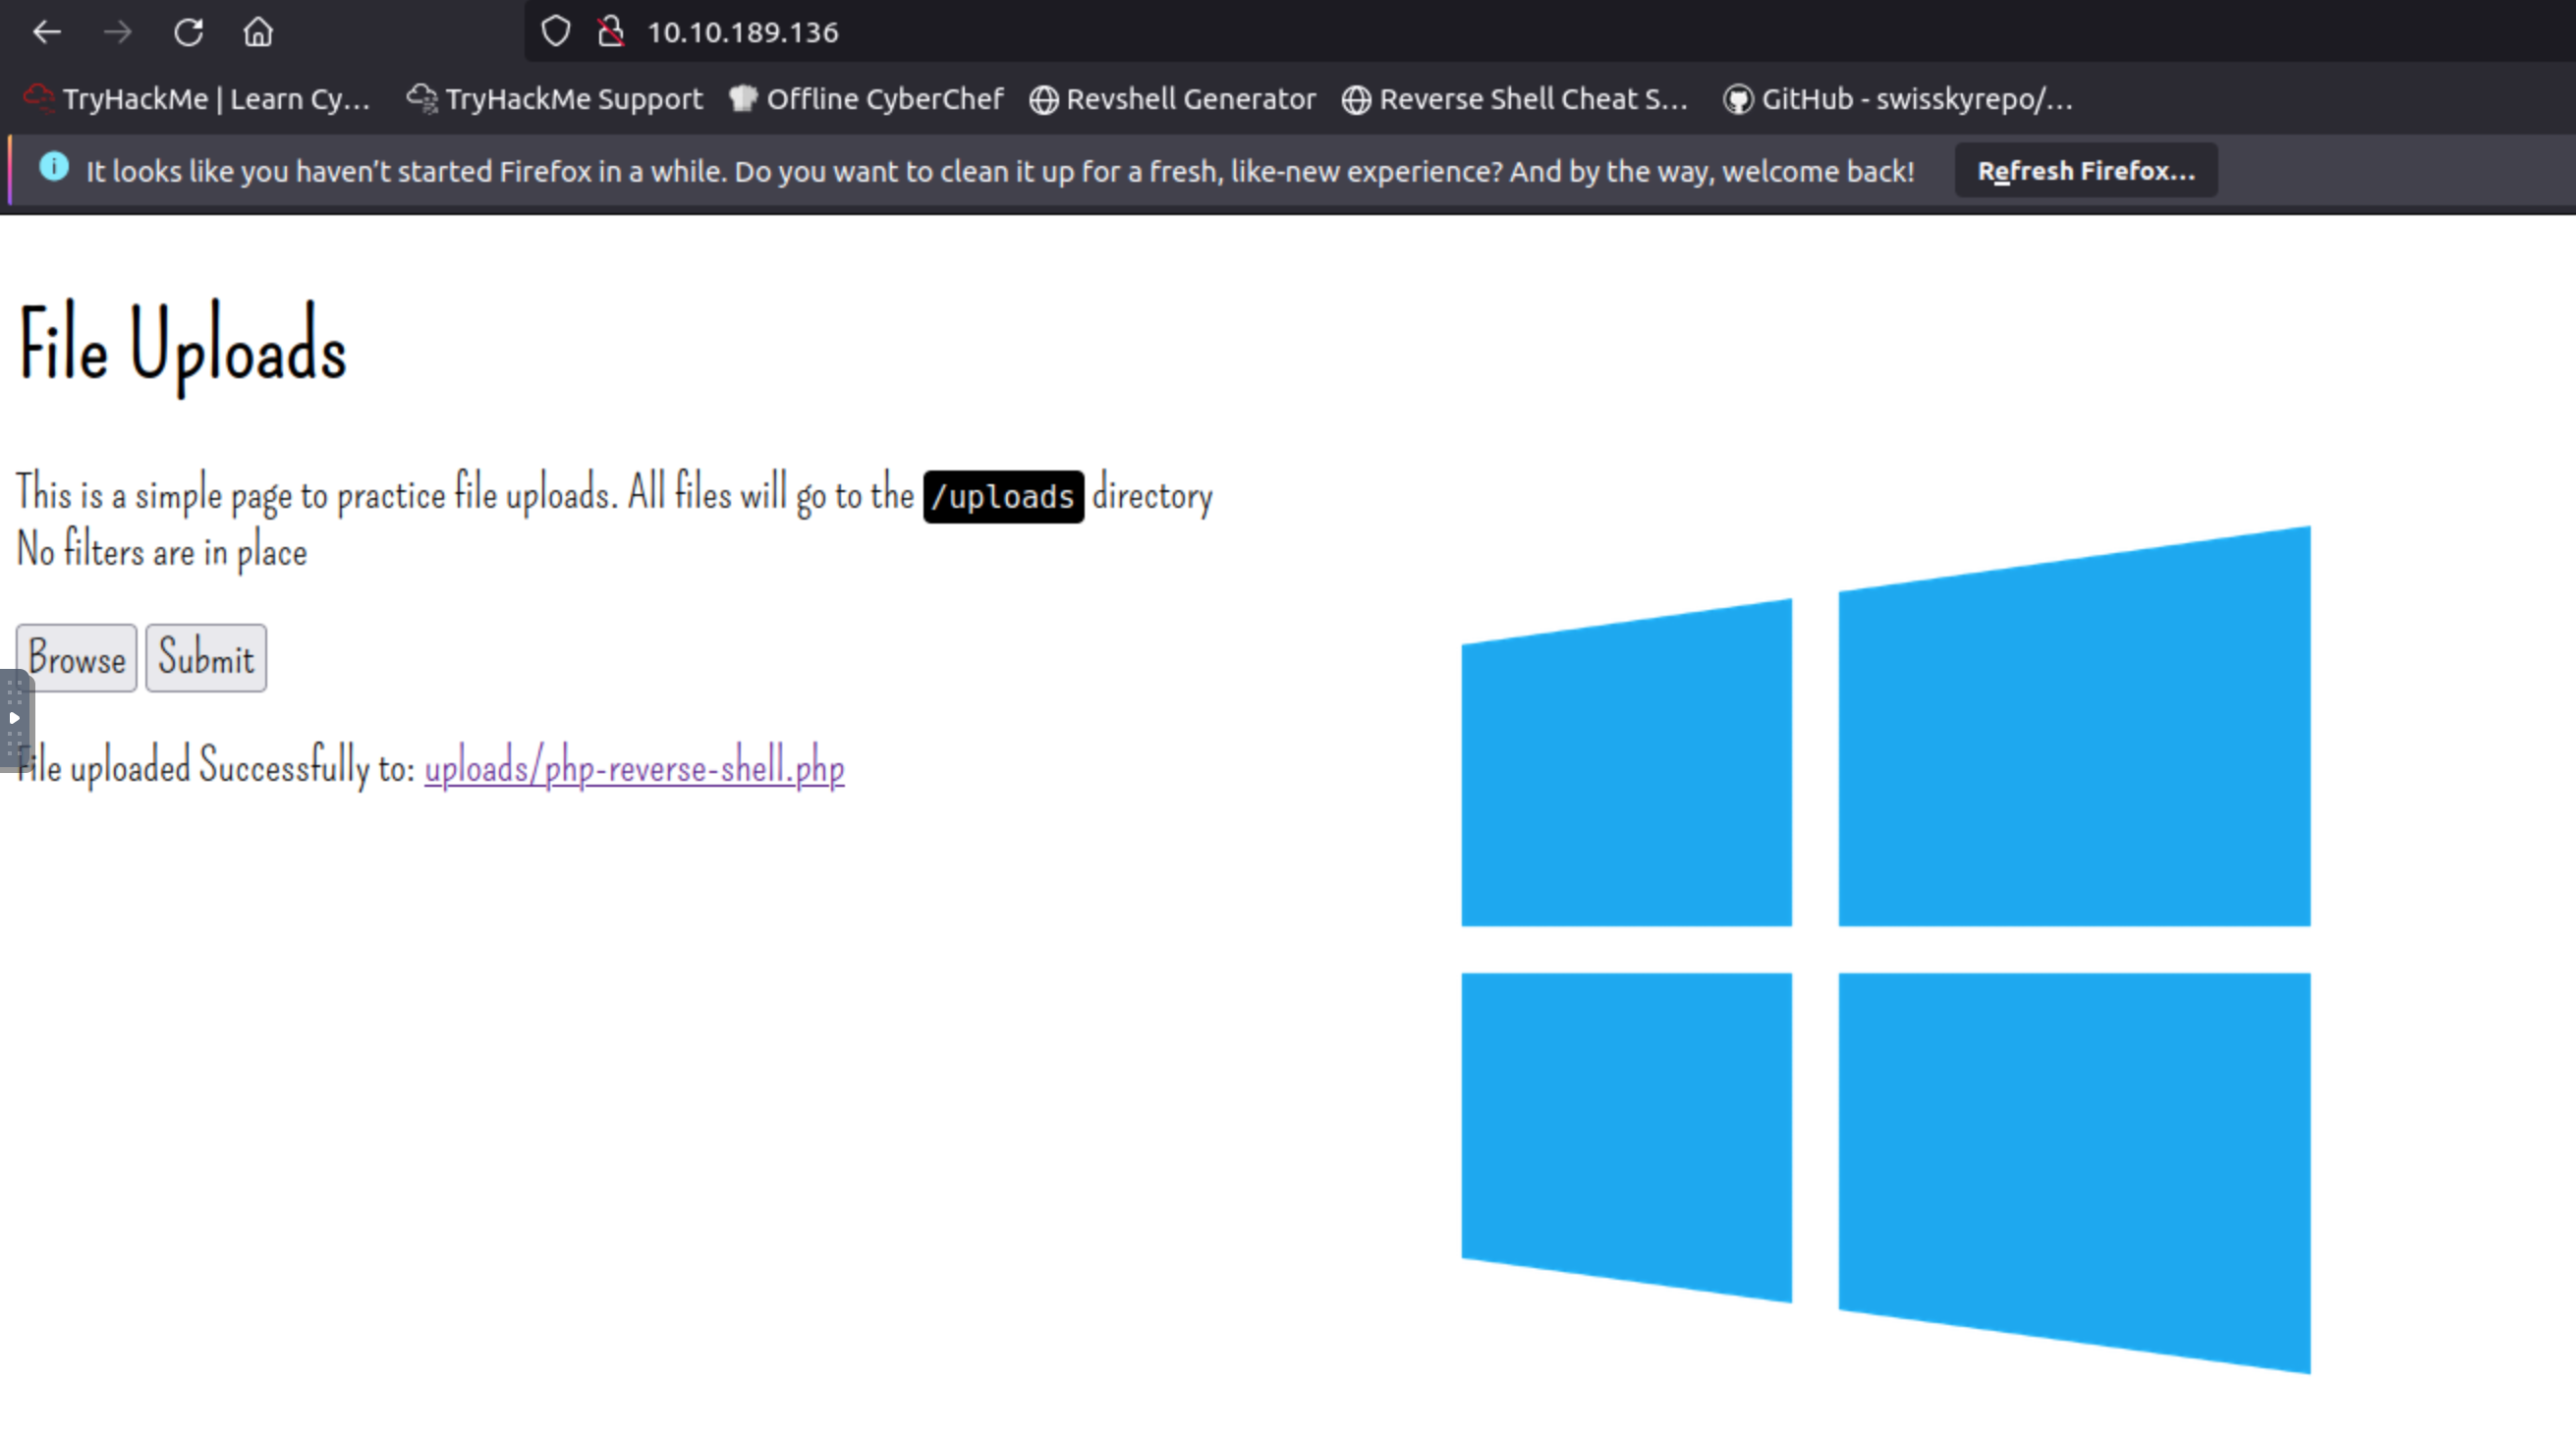 10.10.189.136
TryHackMe | Learn Cy... TryHackMe Support Offline CyberChef Revshell Generator Reverse Shell Cheat S... GitHub - swisskyrepo/...
It looks like you haven't started Firefox in a while. Do you want to clean it up for a fresh, like-new experience? And by the way, welcome back! Refresh Firefox...
File Uploads
This is a simple page to practice file uploads. All files will go to the /uploads directory
No filters are in place
Browse Submit
File uploaded Successfully to: uploads/php-reverse-shell.php